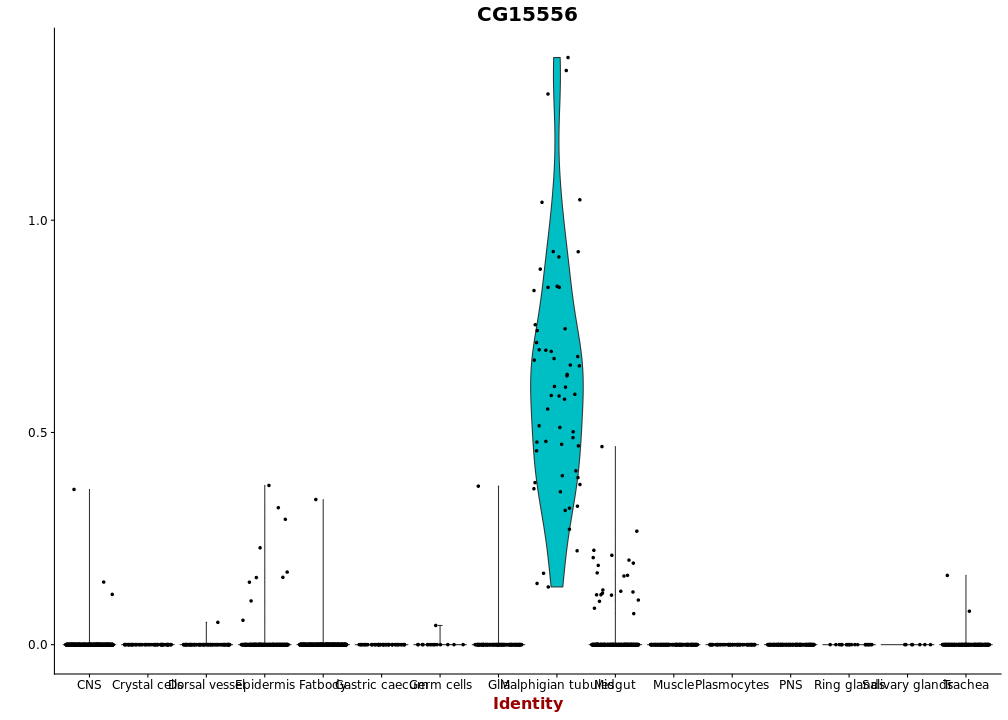 CG15556
1.0
0.5
0.0
CNS Crystal cells Dorsal vessel Epidermis Fatbody Gastric caecum Germ cells Glia Malphigian tubules Midgut Muscle Plasmocytes PNS Ring glands Salivary glands Trachea
Identity